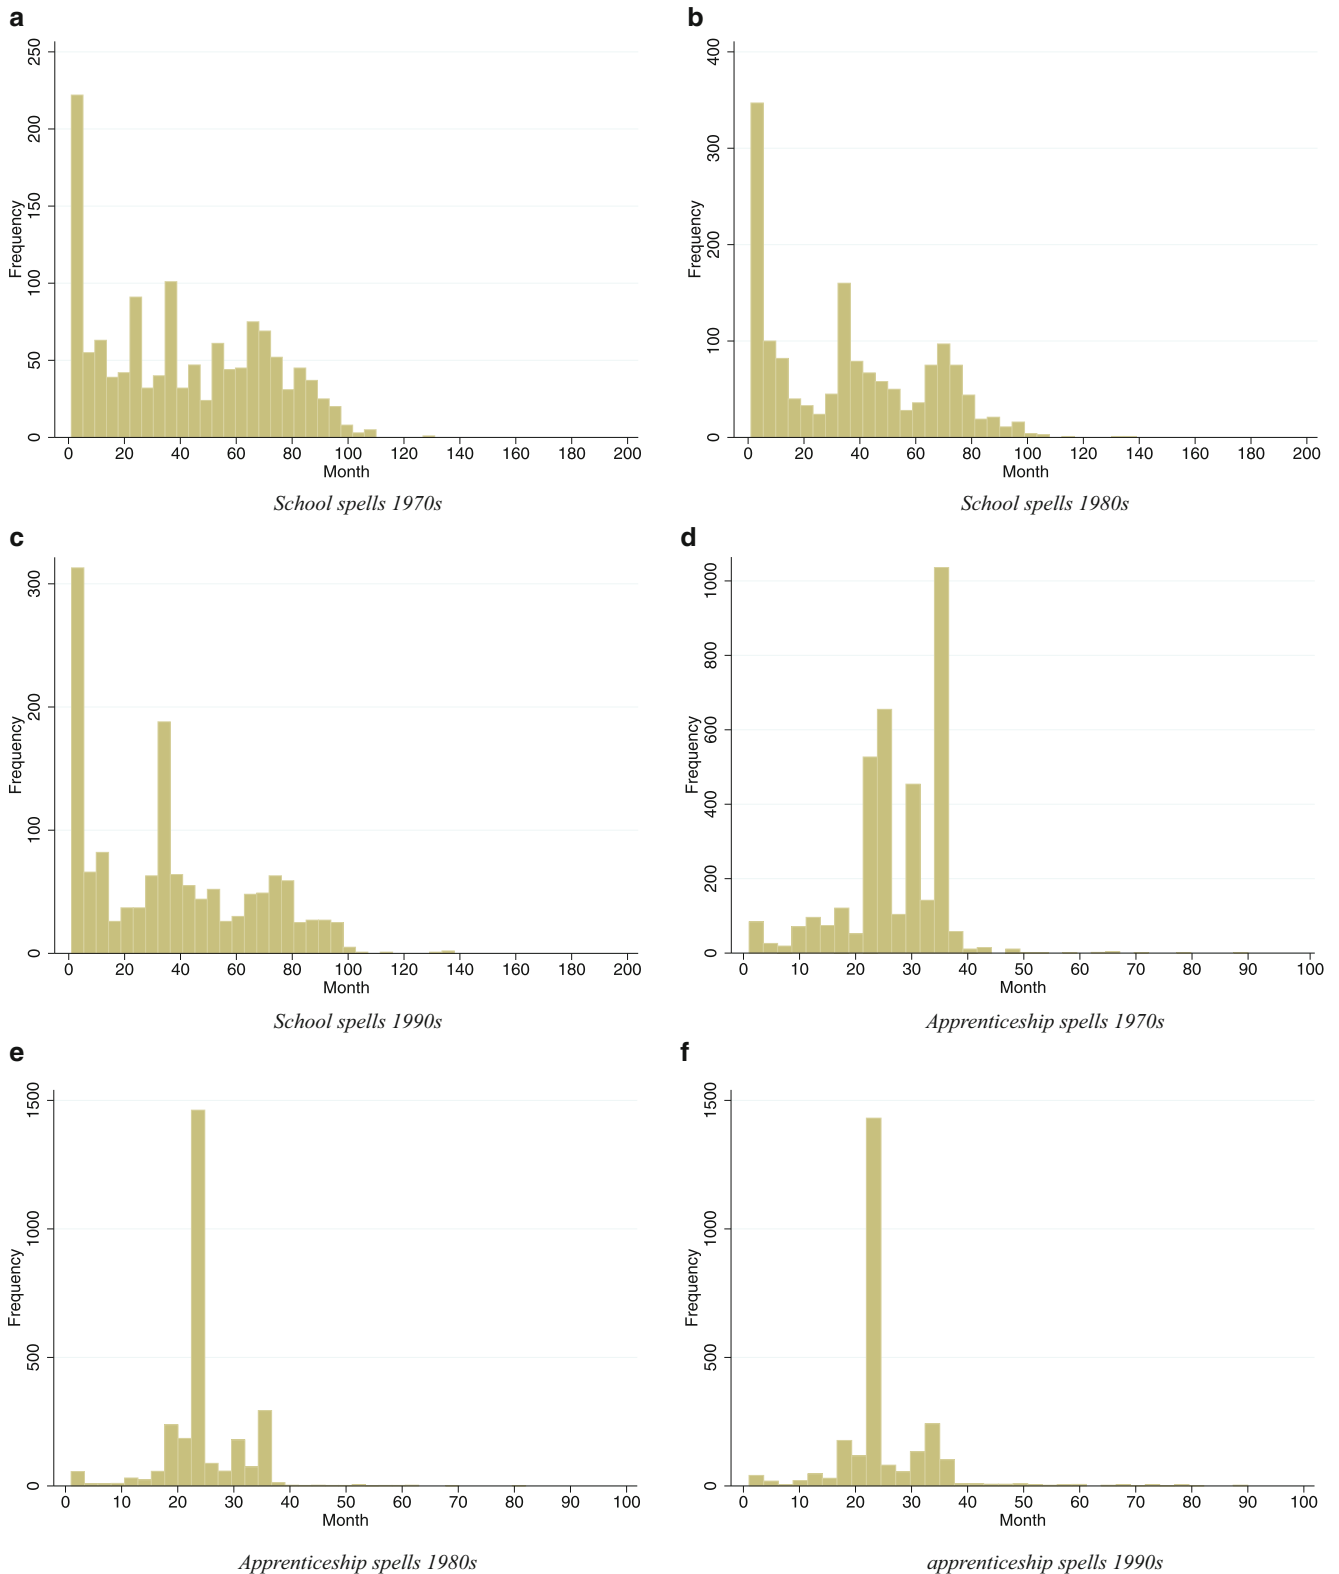 a
250
200
150
100
50
0
Frequency
0 20 40 60 80 100 120 140 160 180 200
Month
School spells 1970s
b
400
300
200
100
0
Frequency
0 20 40 60 80 100 120 140 160 180 200
Month
School spells 1980s
c
300
200
100
0
Frequency
0 20 40 60 80 100 120 140 160 180 200
Month
School spells 1990s
d
1000
800
600
400
200
0
Frequency
0 10 20 30 40 50 60 70 80 90 100
Month
Apprenticeship spells 1970s
e
1500
1000
500
0
Frequency
0 10 20 30 40 50 60 70 80 90 100
Month
Apprenticeship spells 1980s
f
1500
1000
500
0
Frequency
0 10 20 30 40 50 60 70 80 90 100
Month
apprenticeship spells 1990s